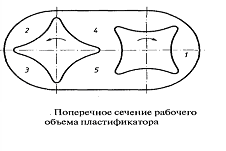 2 4
1
3 5
. Поперечное сечение рабочего
объема пластификатора